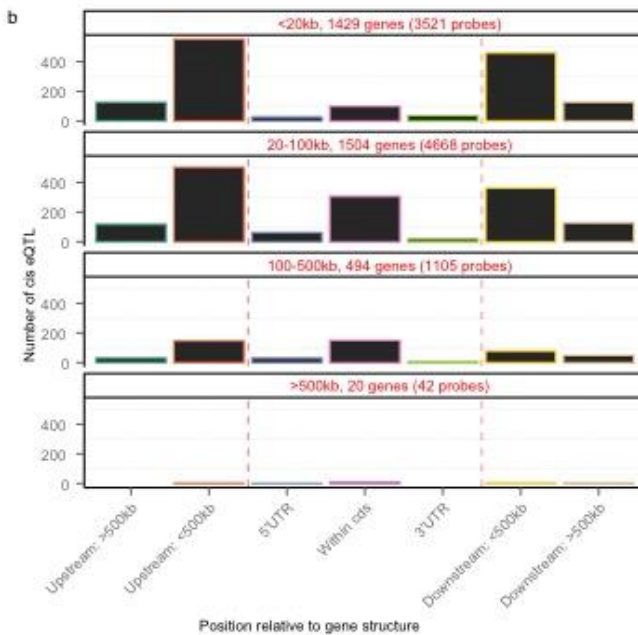 b
<20kb, 1429 genes (3521 probes)
400
200
0
20-100kb, 1504 genes (4668 probes)
400
200
0
100-500kb, 494 genes (1105 probes)
400
200
0
>500kb, 20 genes (42 probes)
400
200
0
Number of cis eQTL
Upstream: >500kb
Upstream: <500kb
5'UTR
Within cds
3'UTR
Downstream: <500kb
Downstream: >500kb
Position relative to gene structure